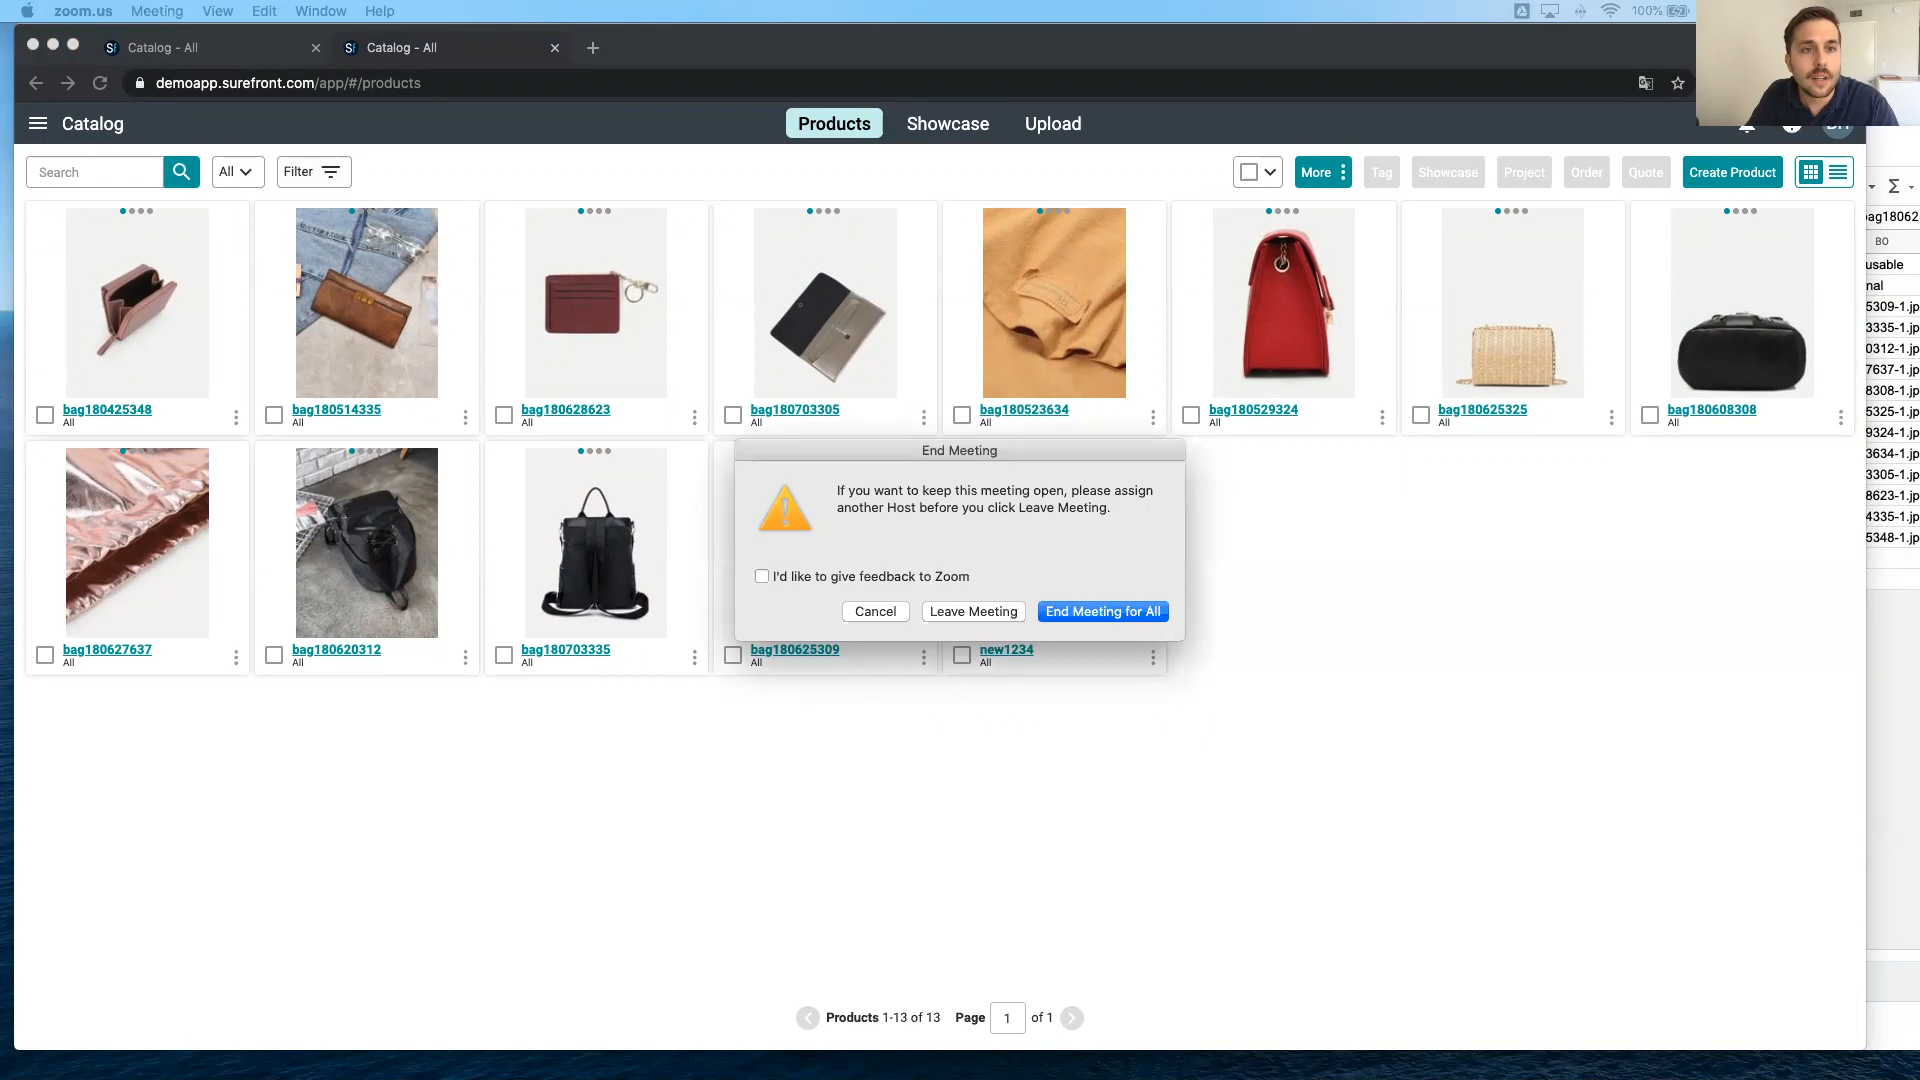 zoom.us Meeting View Edit Window Help
100%
Catalog - All
Catalog - All
demoapp.surefront.com/app/#/products
Catalog
Products
Showcase
Upload
Search
All
Filter
More
Tag
Showcase
Project
Order
Quote
Create Product
bag180425348
All
bag180514335
All
bag180628623
All
bag180703305
All
bag180523634
All
bag180529324
All
bag180625325
All
bag180608308
All
End Meeting
If you want to keep this meeting open, please assign
another Host before you click Leave Meeting.
I'd like to give feedback to Zoom
Cancel
Leave Meeting
End Meeting for All
bag180627637
All
bag180620312
All
bag180703335
All
bag180625309
All
new1234
All
Products 1-13 of 13 Page 1 of 1
BO
5309-1.jp
3335-1.jp
0312-1.jp
7637-1.jp
8308-1.jp
5325-1.jp
9324-1.jp
3634-1.jp
3305-1.jp
8623-1.jp
4335-1.jp
5348-1.jp